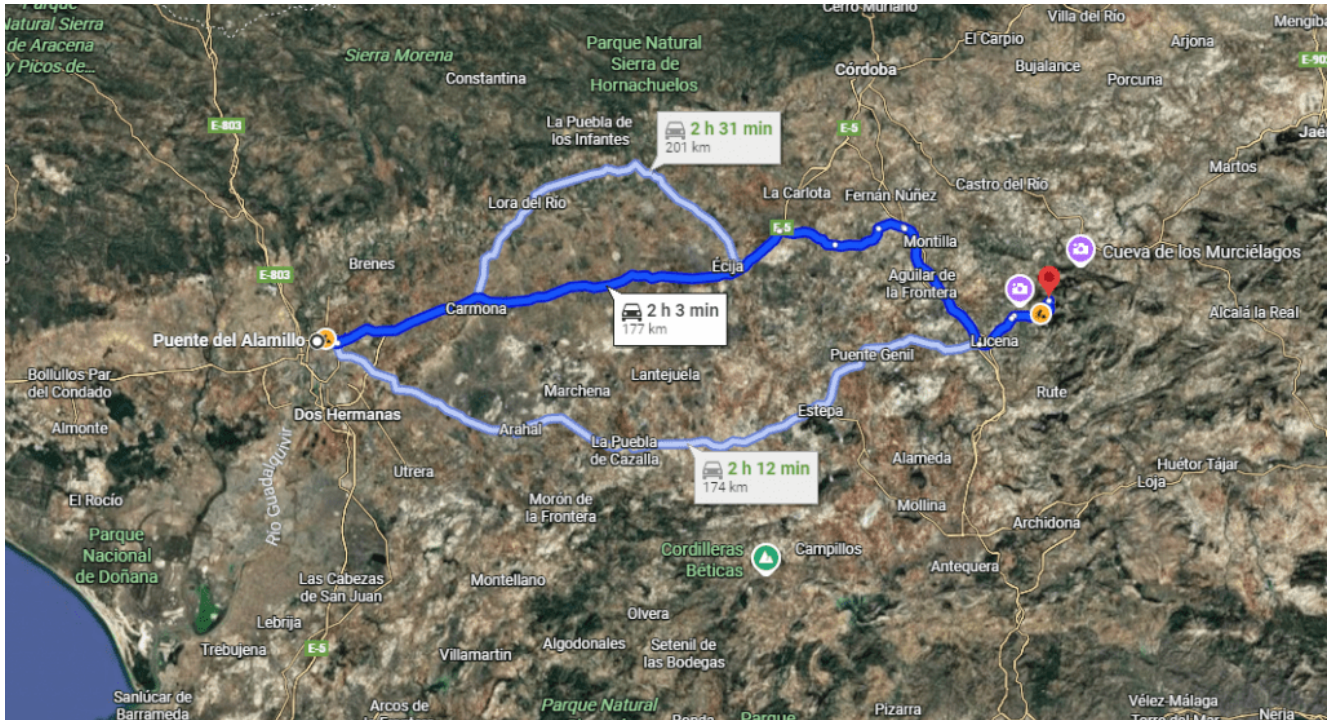 Parque
Natural Sierra
de Aracena
y Picos de...
Sierra Morena
Constantina
Parque Natural
Sierra de
Hornachuelos
Cerro Muriano
Villa del Río
El Carpio
Bujalance
Arjona
Porcuna
Córdoba
E-803
La Puebla de
los Infantes
2 h 31 min
201 km
E-5
Martos
La Carlota
Fernán Núñez
Castro del Río
Lora del Río
E-5
Montilla
Cueva de los Murciélagos
E-803
Brenes
Écija
Aguilar de
la Frontera
Carmona
2 h 3 min
177 km
Alcalá la Real
Puente del Alamillo
Lucena
Puente Genil
Bollullos Par
del Condado
Lantejuela
Marchena
Rute
Dos Hermanas
Estepa
Almonte
Arahal
La Puebla
de Cazalla
Río Guadalquivir
Utrera
2 h 12 min
174 km
Alameda
Huétor Tájar
Loja
El Rocío
Morón de
la Frontera
Mollina
Archidona
Parque
Nacional
de Doñana
Cordilleras
Béticas
Campillos
Antequera
Las Cabezas
de San Juan
Montellano
Olvera
Lebrija
Trebujena
E-5
Villamartin
Algodonales
Setenil de
las Bodegas
Sanlúcar de
Barrameda
Arcos de
Parque Natural
Parque
Pizarra
Vélez-Málaga
Torre del Mar
Nerja